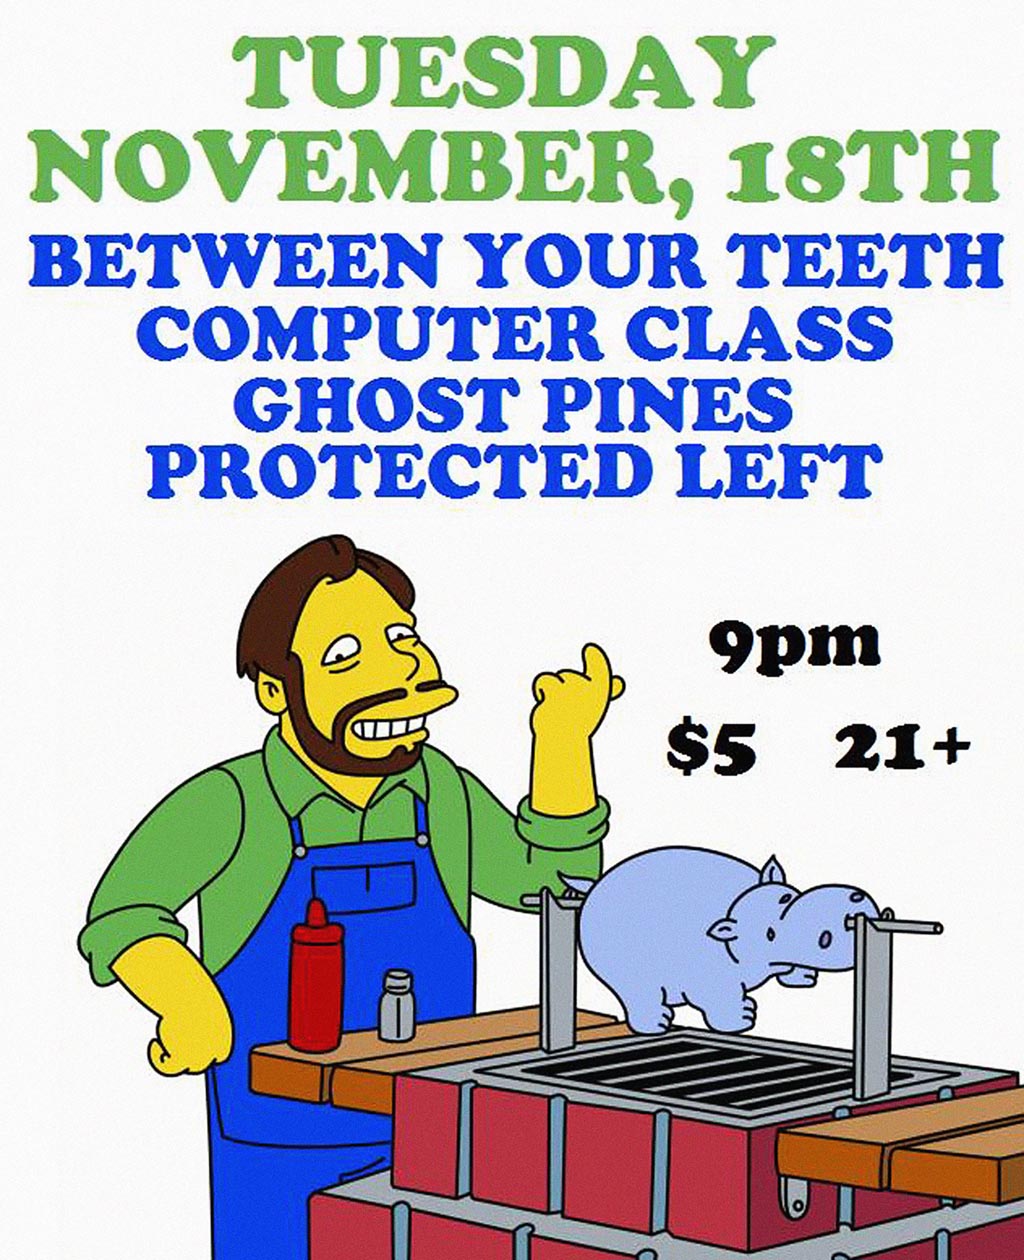 TUESDAY
NOVEMBER, 18TH
BETWEEN YOUR TEETH
COMPUTER CLASS
GHOST PINES
PROTECTED LEFT
9pm
$5 21+